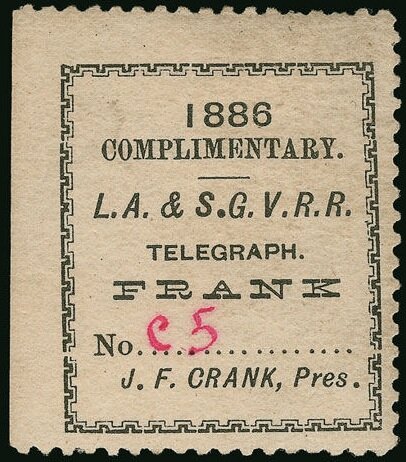 1886
COMPLIMENTARY.
L.A. & S.G.V.R.R.
TELEGRAPH.
FRANK
No. C5
J. F. CRANK, Pres.